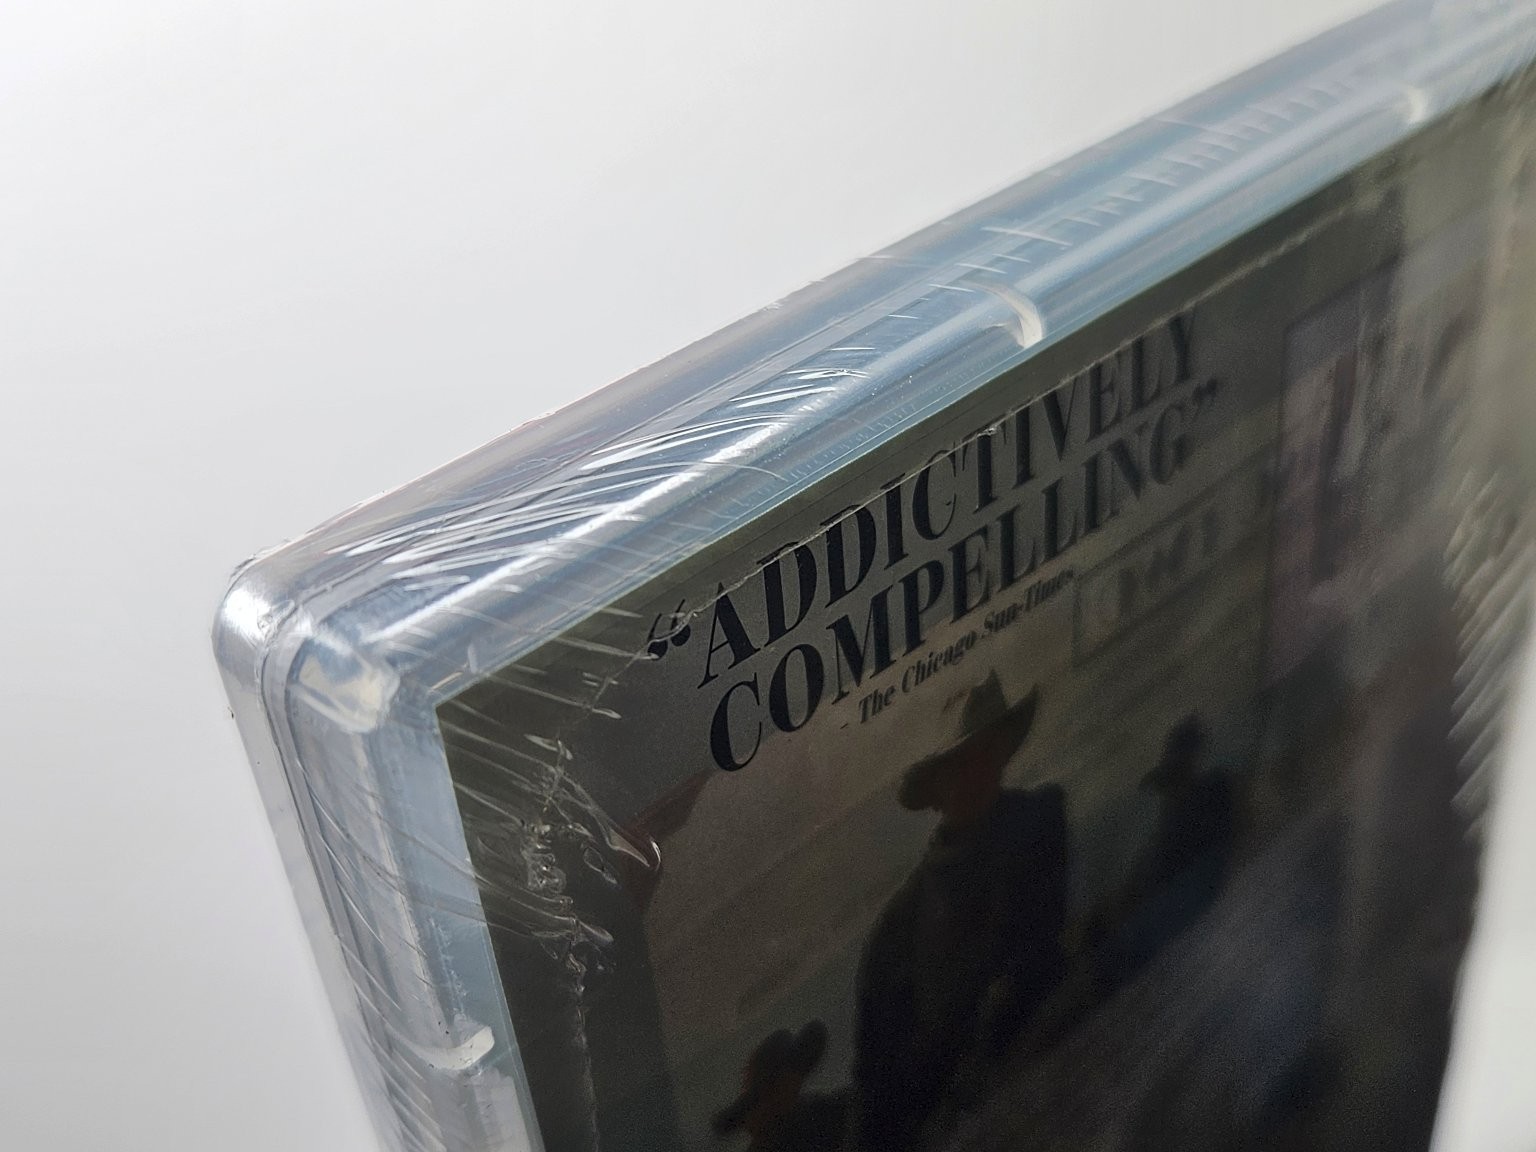 “ADDICTIVELY
COMPELLING”
- The Chicago Sun-Times